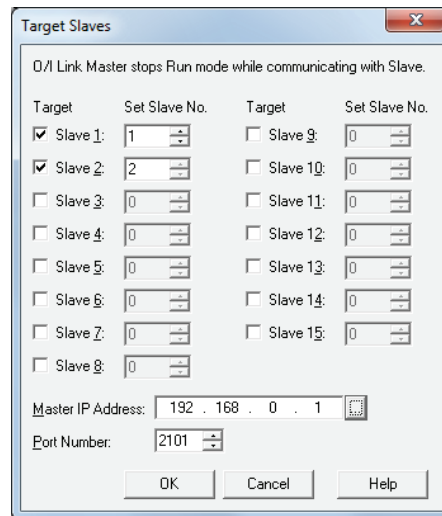 Target Slaves
O/I Link Master stops Run mode while communicating with Slave.
Target Set Slave No. Target Set Slave No.
Slave 1: 1 Slave 9: 0
Slave 2: 2 Slave 10: 0
Slave 3: 0 Slave 11: 0
Slave 4: 0 Slave 12: 0
Slave 5: 0 Slave 13: 0
Slave 6: 0 Slave 14: 0
Slave 7: 0 Slave 15: 0
Slave 8: 0
Master IP Address: 192 . 168 . 0 . 1 ...
Port Number: 2101
OK Cancel Help